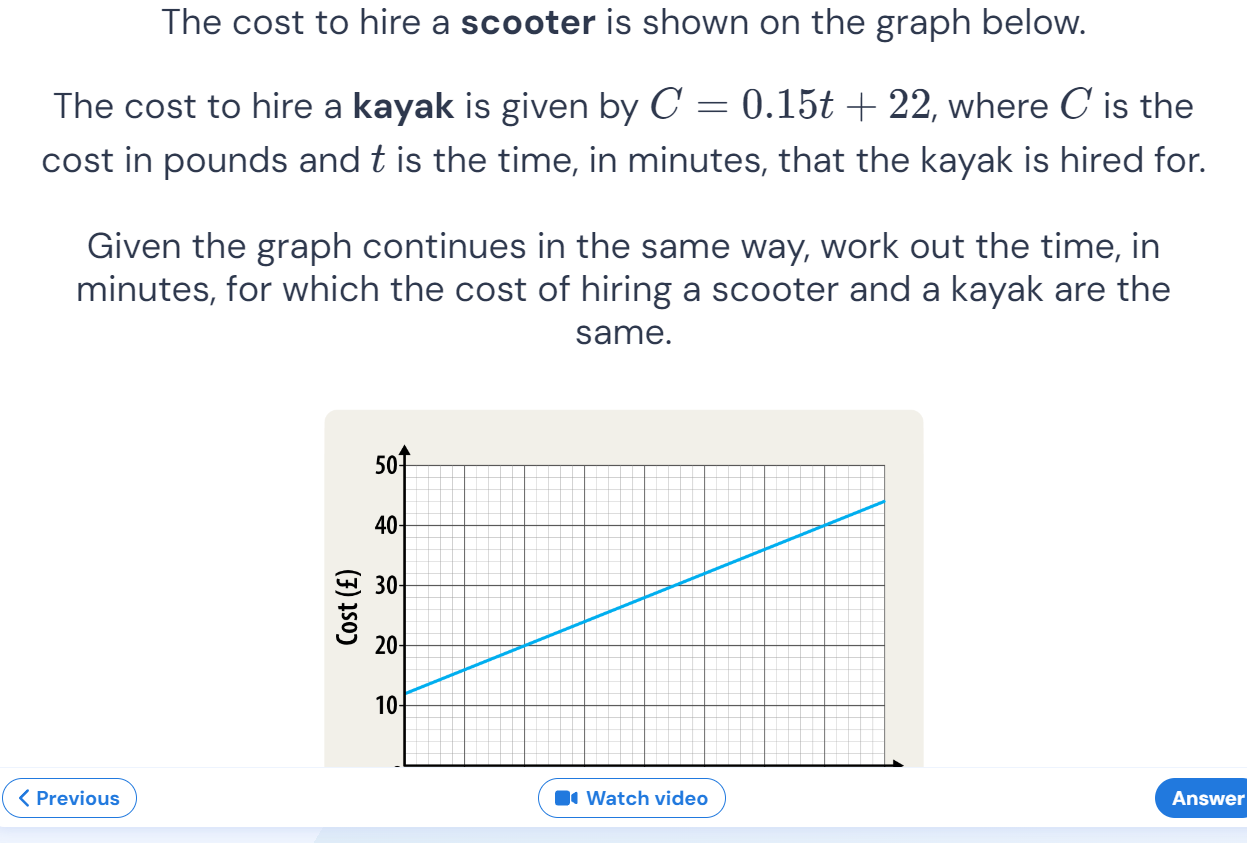 The cost to hire a scooter is shown on the graph below.
The cost to hire a kayak is given by C = 0.15t + 22, where C is the
cost in pounds and t is the time, in minutes, that the kayak is hired for.
Given the graph continues in the same way, work out the time, in
minutes, for which the cost of hiring a scooter and a kayak are the
same.
50
40
30
20
10
Cost (£)
Previous
Watch video
Answer